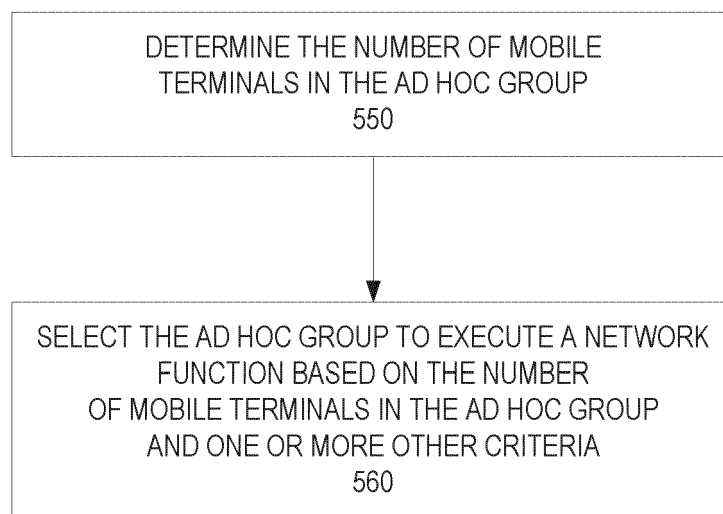 DETERMINE THE NUMBER OF MOBILE
TERMINALS IN THE AD HOC GROUP
550
SELECT THE AD HOC GROUP TO EXECUTE A NETWORK
FUNCTION BASED ON THE NUMBER
OF MOBILE TERMINALS IN THE AD HOC GROUP
AND ONE OR MORE OTHER CRITERIA
560